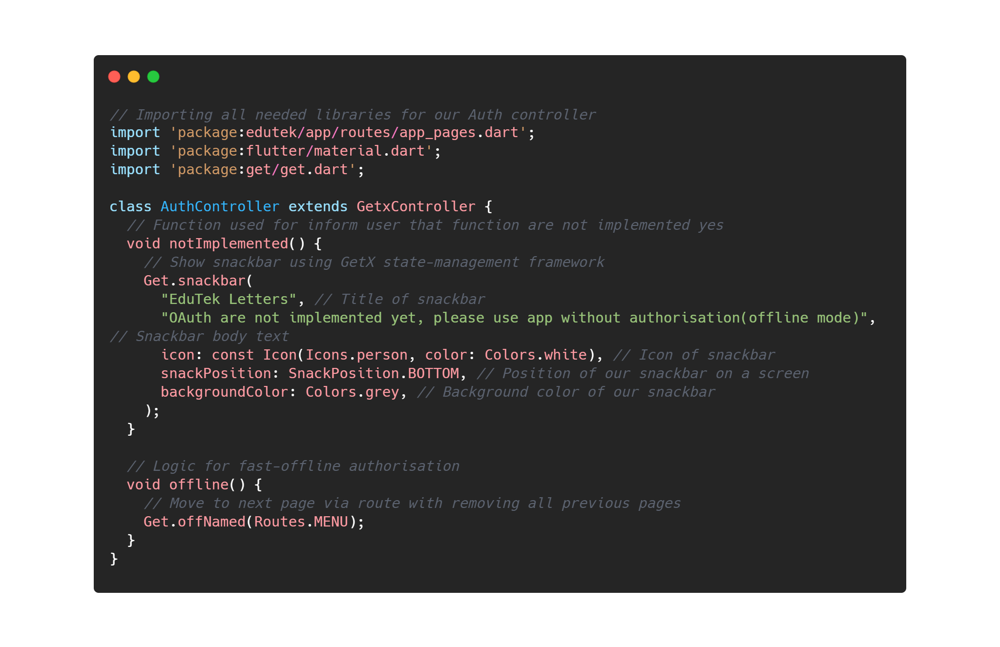 // Importing all needed libraries for our Auth controller
import 'package:edutek/app/routes/app_pages.dart';
import 'package:flutter/material.dart';
import 'package:get/get.dart';

class AuthController extends GetxController {
  // Function used for inform user that function are not implemented yes
  void notImplemented() {
    // Show snackbar using GetX state-management framework
    Get.snackbar(
      "EduTek Letters", // Title of snackbar
      "OAuth are not implemented yet, please use app without authorisation(offline mode)",
// Snackbar body text
      icon: const Icon(Icons.person, color: Colors.white), // Icon of snackbar
      snackPosition: SnackPosition.BOTTOM, // Position of our snackbar on a screen
      backgroundColor: Colors.grey, // Background color of our snackbar
    );
  }

  // Logic for fast-offline authorisation
  void offline() {
    // Move to next page via route with removing all previous pages
    Get.offNamed(Routes.MENU);
  }
}